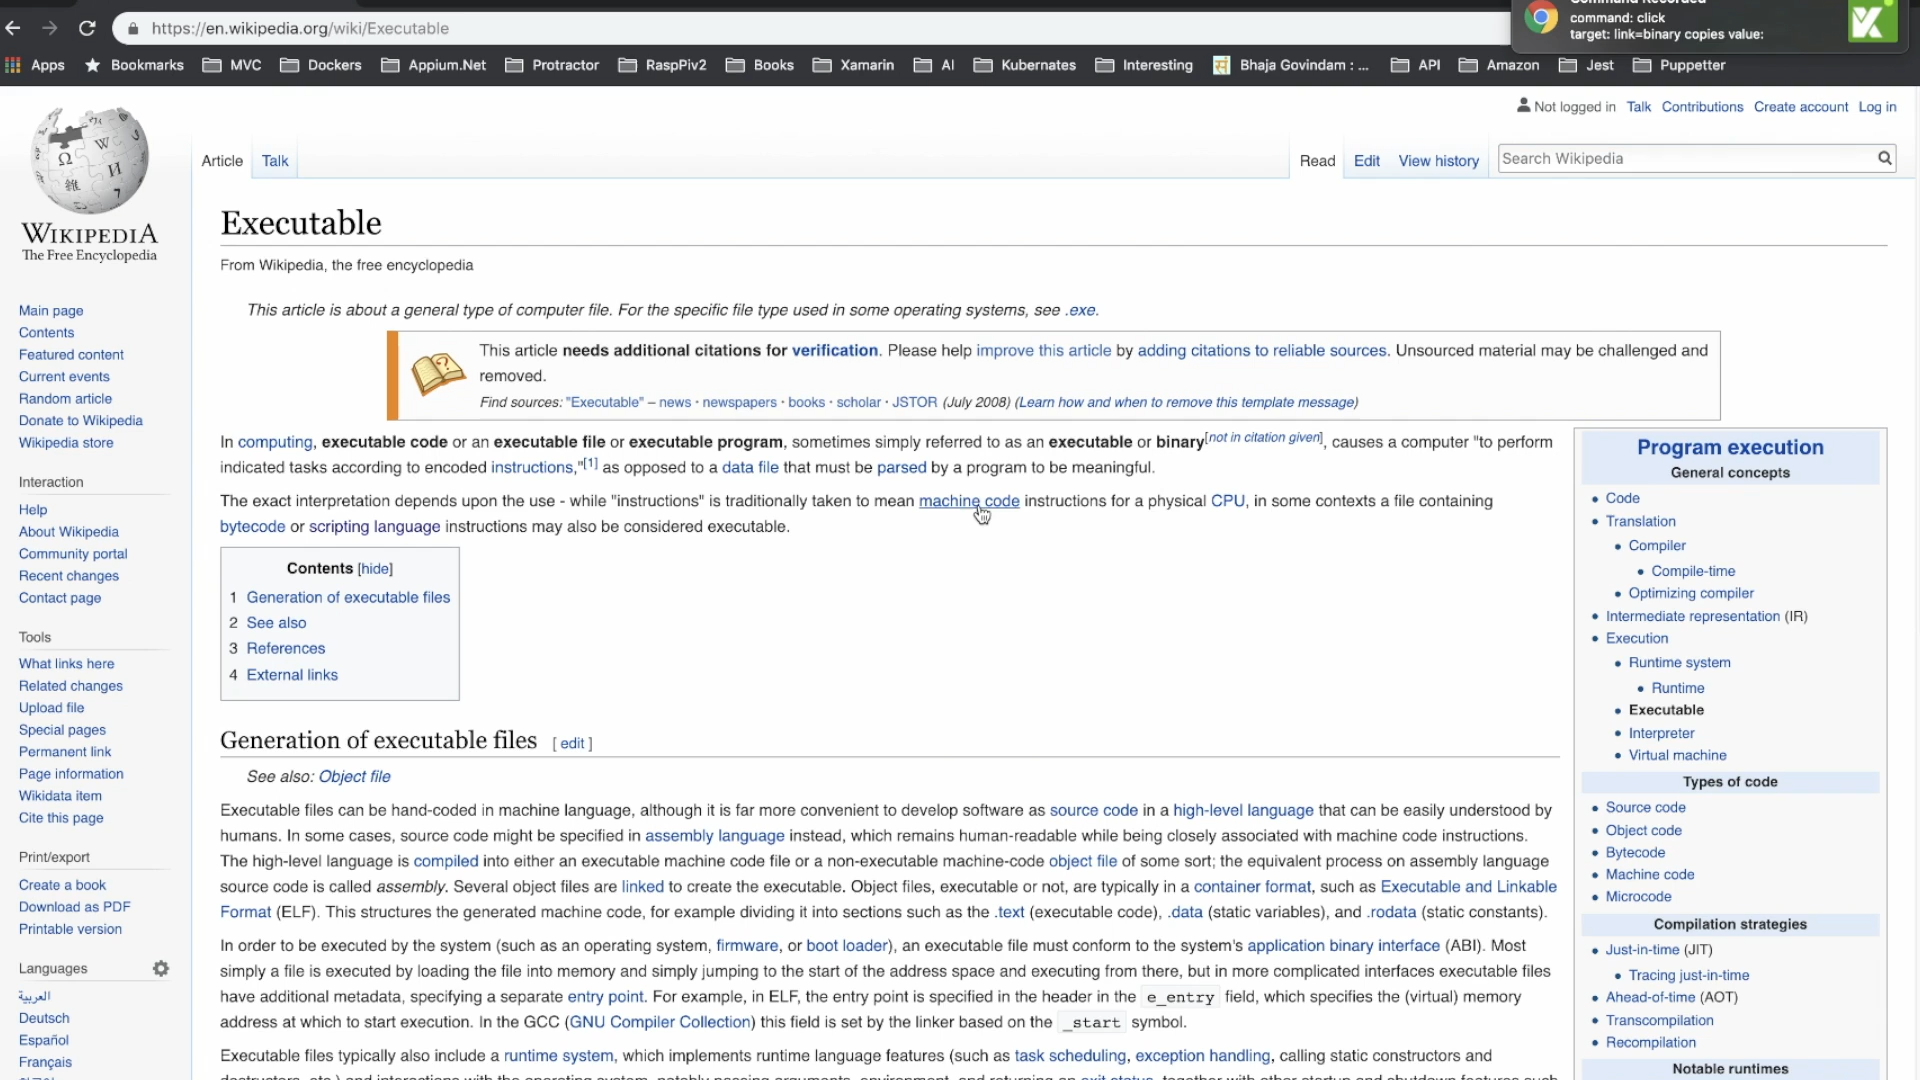 https://en.wikipedia.org/wiki/Executable
command: click
target: link=binary copies value:
Apps Bookmarks MVC Dockers Appium.Net Protractor RaspPiv2 Books Xamarin AI Kubernetes Interesting Bhaja Govindam : ... API Amazon Jest Puppetter
Not logged in Talk Contributions Create account Log in
Article Talk Read Edit View history Search Wikipedia
WIKIPEDIA
The Free Encyclopedia
Main page
Contents
Featured content
Current events
Random article
Donate to Wikipedia
Wikipedia store
Interaction
Help
About Wikipedia
Community portal
Recent changes
Contact page
Tools
What links here
Related changes
Upload file
Special pages
Permanent link
Page information
Wikidata item
Cite this page
Print/export
Create a book
Download as PDF
Printable version
Languages
العربية
Deutsch
Español
Français
Executable
From Wikipedia, the free encyclopedia
This article is about a general type of computer file. For the specific file type used in some operating systems, see .exe.
This article needs additional citations for verification. Please help improve this article by adding citations to reliable sources. Unsourced material may be challenged and
removed.
Find sources: "Executable" – news · newspapers · books · scholar · JSTOR (July 2008) (Learn how and when to remove this template message)
In computing, executable code or an executable file or executable program, sometimes simply referred to as an executable or binary[not in citation given], causes a computer "to perform
indicated tasks according to encoded instructions,"[1] as opposed to a data file that must be parsed by a program to be meaningful.
The exact interpretation depends upon the use - while "instructions" is traditionally taken to mean machine code instructions for a physical CPU, in some contexts a file containing
bytecode or scripting language instructions may also be considered executable.
Contents [hide]
1 Generation of executable files
2 See also
3 References
4 External links
Generation of executable files [ edit ]
See also: Object file
Executable files can be hand-coded in machine language, although it is far more convenient to develop software as source code in a high-level language that can be easily understood by
humans. In some cases, source code might be specified in assembly language instead, which remains human-readable while being closely associated with machine code instructions.
The high-level language is compiled into either an executable machine code file or a non-executable machine-code object file of some sort; the equivalent process on assembly language
source code is called assembly. Several object files are linked to create the executable. Object files, executable or not, are typically in a container format, such as Executable and Linkable
Format (ELF). This structures the generated machine code, for example dividing it into sections such as the .text (executable code), .data (static variables), and .rodata (static constants).
In order to be executed by the system (such as an operating system, firmware, or boot loader), an executable file must conform to the system's application binary interface (ABI). Most
simply a file is executed by loading the file into memory and simply jumping to the start of the address space and executing from there, but in more complicated interfaces executable files
have additional metadata, specifying a separate entry point. For example, in ELF, the entry point is specified in the header in the e_entry field, which specifies the (virtual) memory
address at which to start execution. In the GCC (GNU Compiler Collection) this field is set by the linker based on the _start symbol.
Executable files typically also include a runtime system, which implements runtime language features (such as task scheduling, exception handling, calling static constructors and
Program execution
General concepts
Code
Translation
Compiler
Compile-time
Optimizing compiler
Intermediate representation (IR)
Execution
Runtime system
Runtime
Executable
Interpreter
Virtual machine
Types of code
Source code
Object code
Bytecode
Machine code
Microcode
Compilation strategies
Just-in-time (JIT)
Tracing just-in-time
Ahead-of-time (AOT)
Transcompilation
Recompilation
Notable runtimes